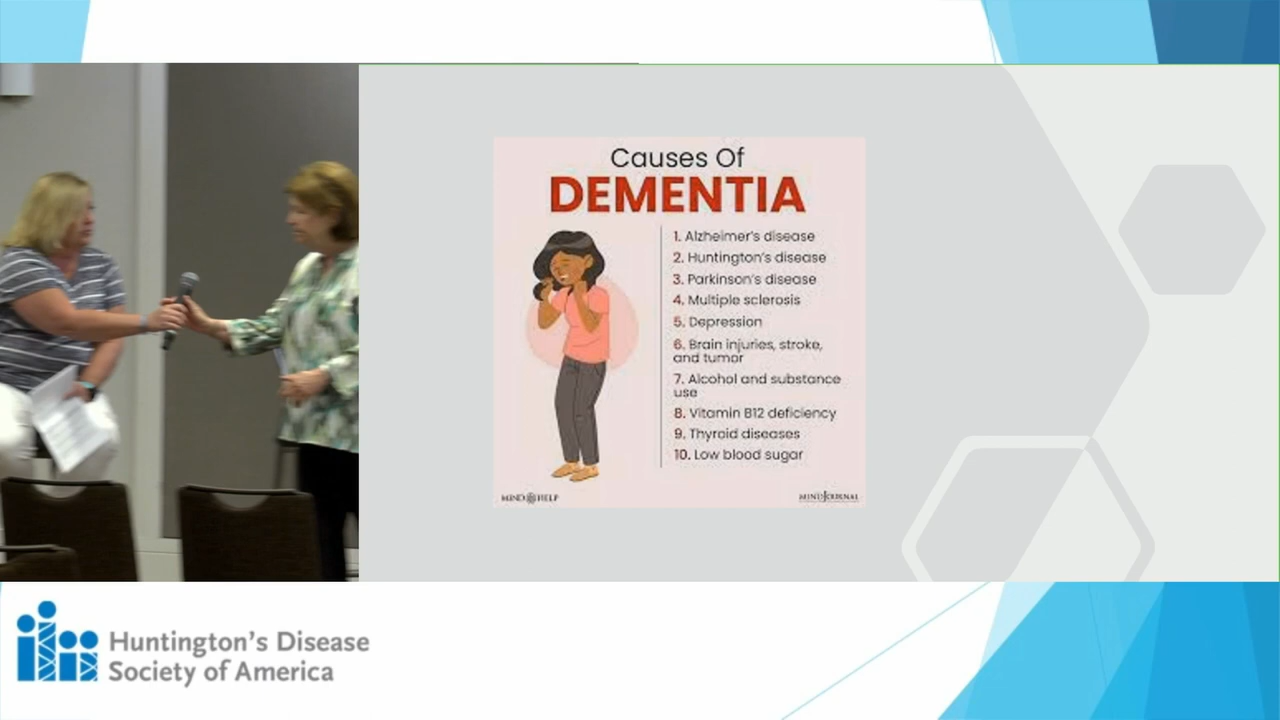 Causes Of
DEMENTIA
1. Alzheimer's disease
2. Huntington's disease
3. Parkinson's disease
4. Multiple sclerosis
5. Depression
6. Brain injuries, stroke,
and tumor
7. Alcohol and substance
use
8. Vitamin B12 deficiency
9. Thyroid diseases
10. Low blood sugar
MIND HELP
MINDJOURNAL
Huntington's Disease
Society of America